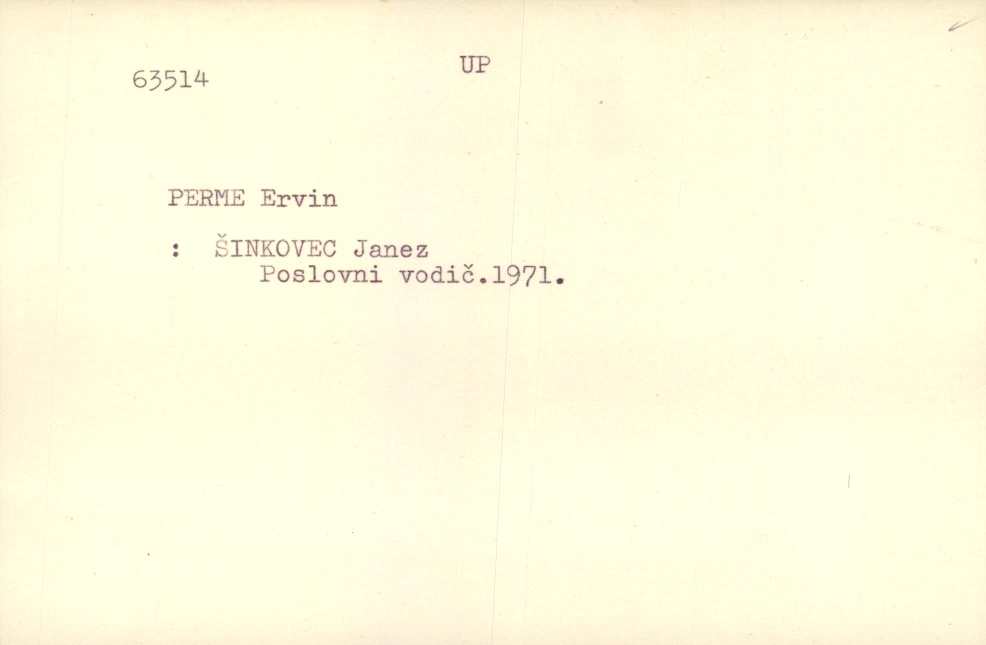 UP
63514
PERME Ervin
: ŠINKOVEC Janez
Poslovni vodič.1971.